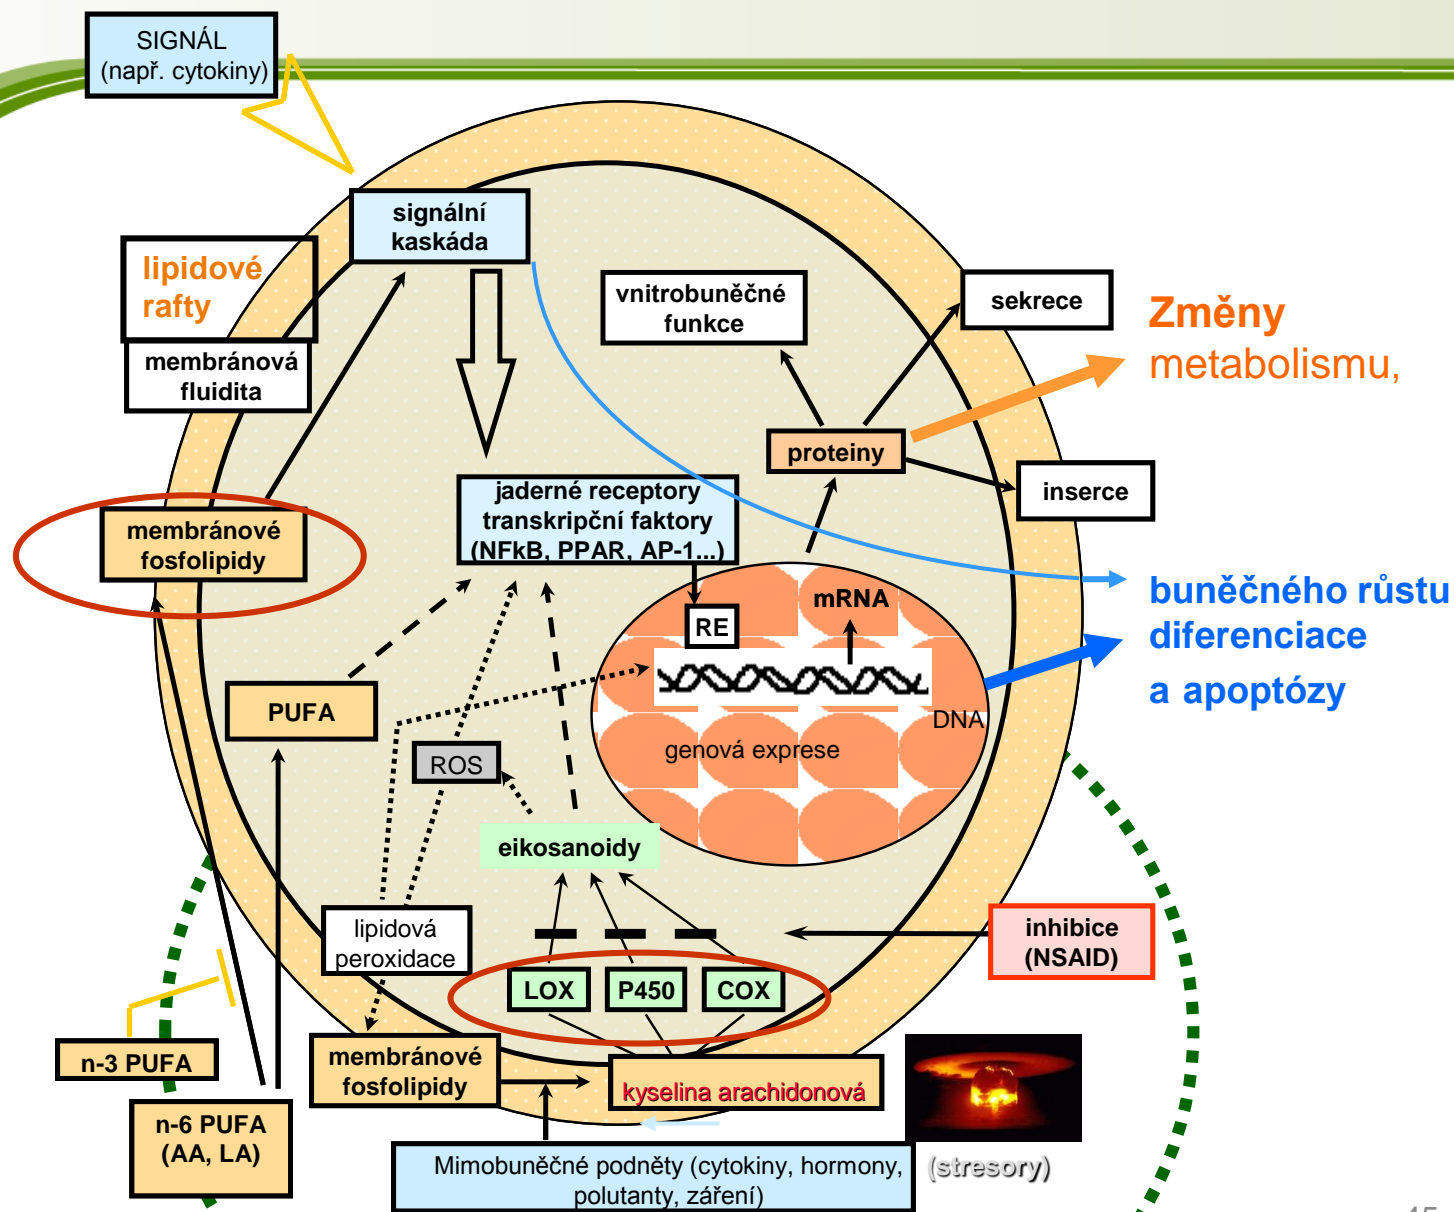 SIGNÁL
(např. cytokiny)
signální
kaskáda
lipidové
rafty
membránová
fluidita
vnitrobuněčné
funkce
sekrece
Změny
metabolismu,
proteiny
inserce
jaderné receptory
transkripční faktory
(NFkB, PPAR, AP-1...)
membránové
fosfolipidy
mRNA
RE
buněčného růstu
diferenciace
a apoptózy
PUFA
DNA
genová exprese
ROS
eikosanoidy
lipidová
peroxidace
inhibice
(NSAID)
LOX
P450
COX
n-3 PUFA
membránové
fosfolipidy
kyselina arachidonová
n-6 PUFA
(AA, LA)
Mimobuněčné podněty (cytokiny, hormony,
polutanty, záření)
(stresory)
45